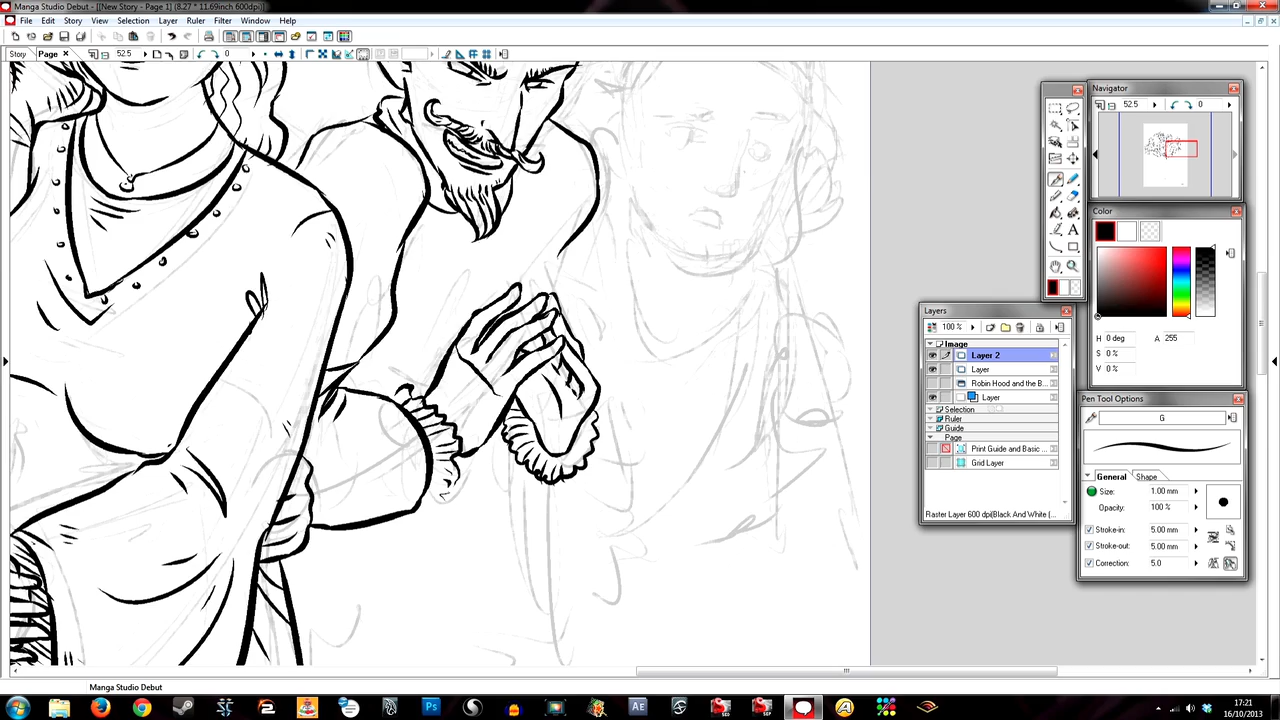 Manga Studio Debut - [[New Story - Page 1] (8.27 * 11.69inch 600dpi)]
File Edit Story View Selection Layer Ruler Filter Window Help
Story Page 52.5 0
Navigator
52.5 0
Color
H 0 deg A 255
S 0 %
V 0 %
Layers
100 %
Image
Layer 2
Layer
Robin Hood and the B...
Layer
Selection
Ruler
Guide
Page
Print Guide and Basic ...
Grid Layer
Raster Layer 600 dpi(Black And White (...
Pen Tool Options
G
General Shape
Size: 1.00 mm
Opacity: 100 %
Stroke-in: 5.00 mm
Stroke-out: 5.00 mm
Correction: 5.0
Manga Studio Debut
Ps Ae
17:21
16/10/2013